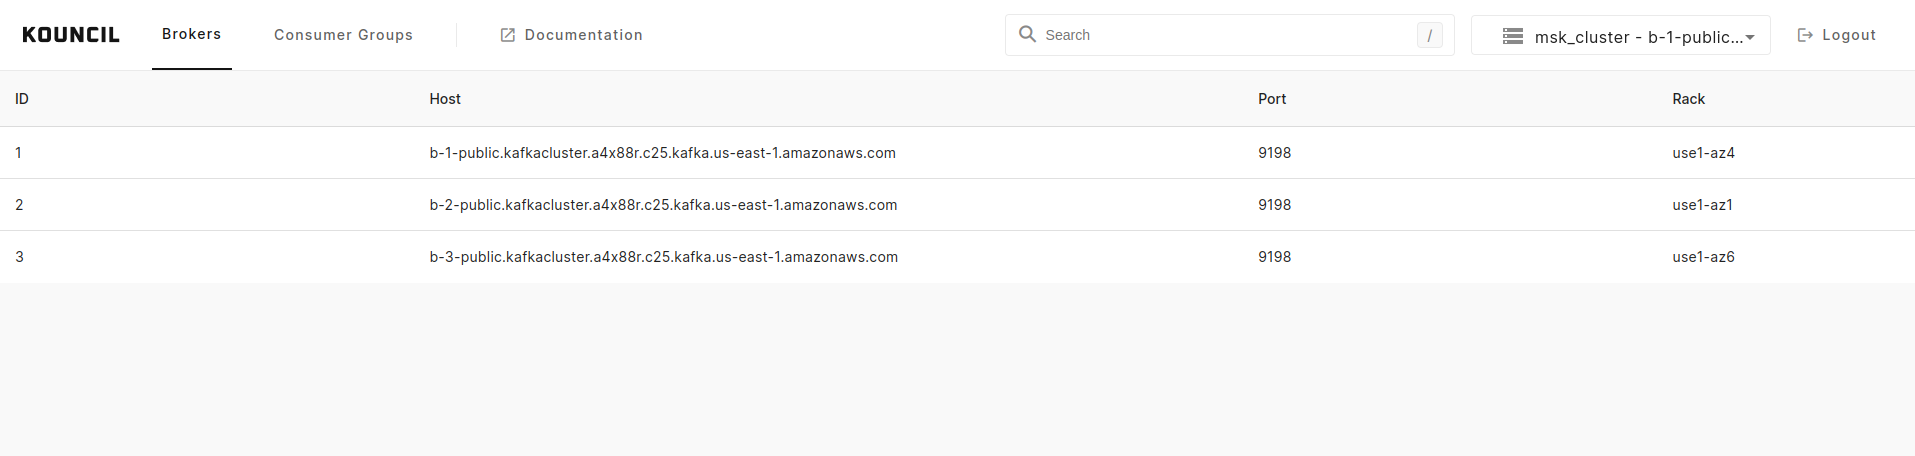 KOUNCIL Brokers Consumer Groups Documentation Search / msk_cluster - b-1-public... Logout
ID Host Port Rack
1 b-1-public.kafkacluster.a4x88r.c25.kafka.us-east-1.amazonaws.com 9198 use1-az4
2 b-2-public.kafkacluster.a4x88r.c25.kafka.us-east-1.amazonaws.com 9198 use1-az1
3 b-3-public.kafkacluster.a4x88r.c25.kafka.us-east-1.amazonaws.com 9198 use1-az6